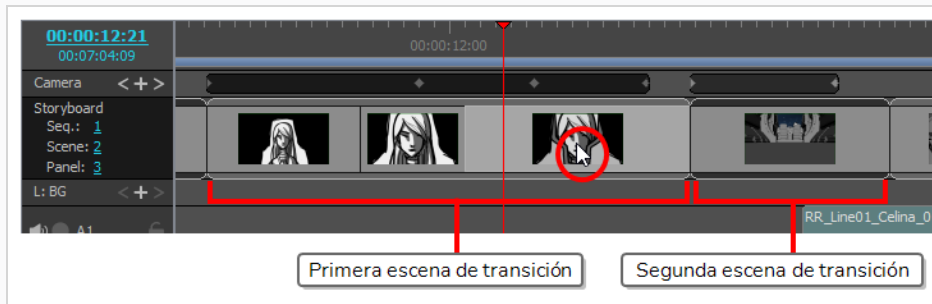 00:00:12:21
00:07:04:09
00:00:12:00
Camera <+>
Storyboard
Seq.: 1
Scene: 2
Panel: 3
L: BG <+>
A1
RR_Line01_Celina_0
Primera escena de transición
Segunda escena de transición